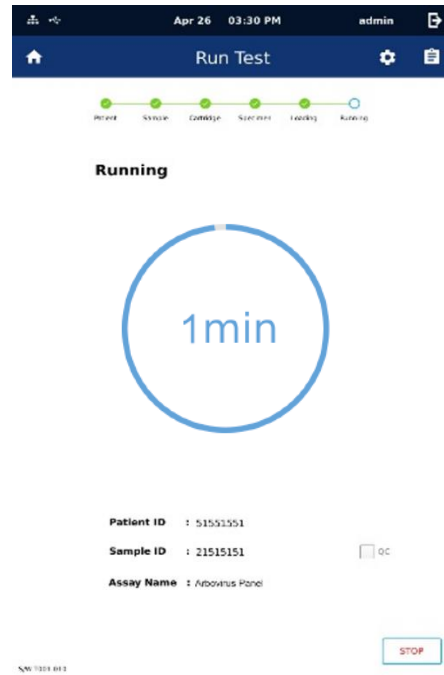 Apr 26 03:30 PM admin
Run Test
Patient Sample Cartridge Specimen Loading Running
Running
1min
Patient ID : 51551551
Sample ID : 21515151 QC
Assay Name : Arbovirus Panel
STOP